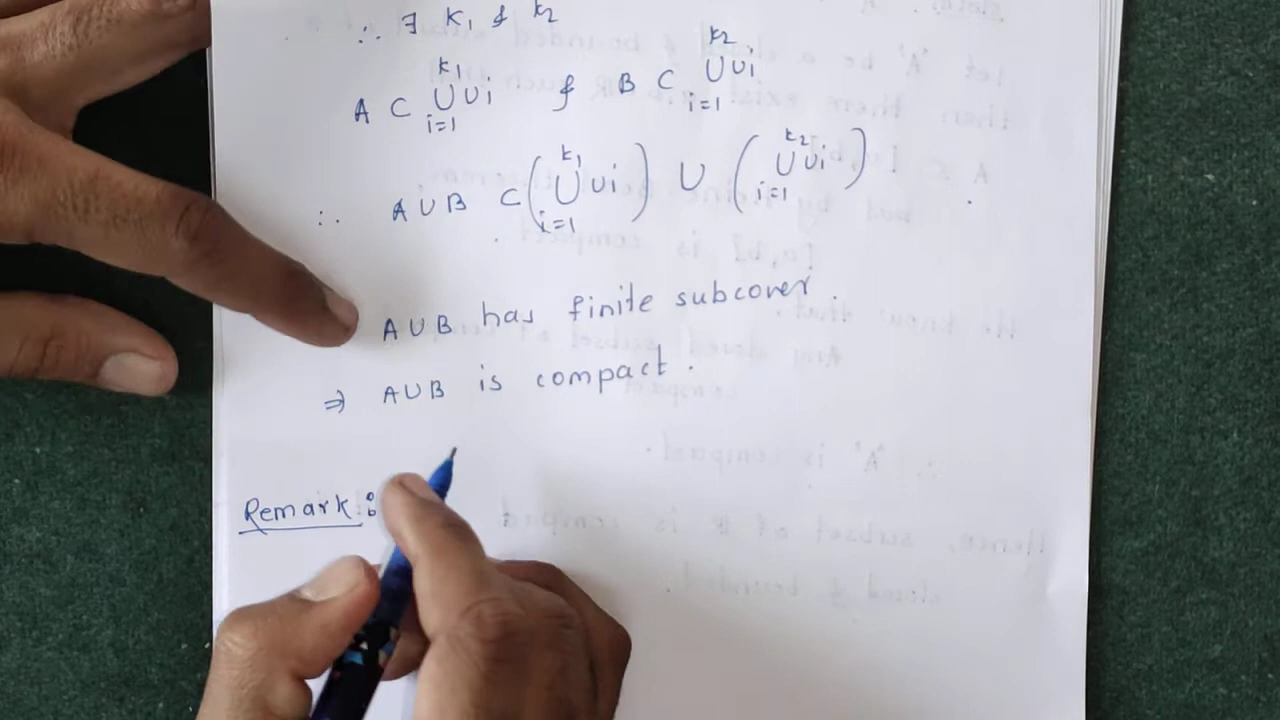 ∴ ∃ K₁ & K₂
A ⊂ ⋃_{i=1}^{K₁} Ui & B ⊂ ⋃_{i=1}^{K₂} Ui
∴ A ∪ B ⊂ (⋃_{i=1}^{K₁} Ui) ∪ (⋃_{i=1}^{K₂} Ui)
A ∪ B has finite subcover.
⇒ A ∪ B is compact.
Remark :